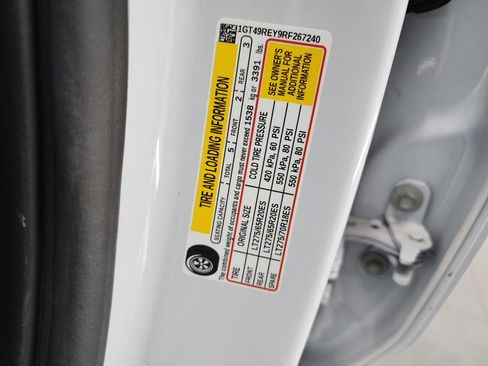 1GT49REY9RF267240
TIRE AND LOADING INFORMATION
SEATING CAPACITY TOTAL 5 FRONT 2 REAR 3
The combined weight of occupants and cargo must never exceed 1538 kg or 3391 lbs.
TIRE ORIGINAL SIZE COLD TIRE PRESSURE
FRONT LT275/65R20ES 420 kPa, 60 PSI
REAR LT275/65R20ES 550 kPa, 80 PSI
SPARE LT275/70R18ES 550 kPa, 80 PSI
SEE OWNER'S
MANUAL FOR
ADDITIONAL
INFORMATION